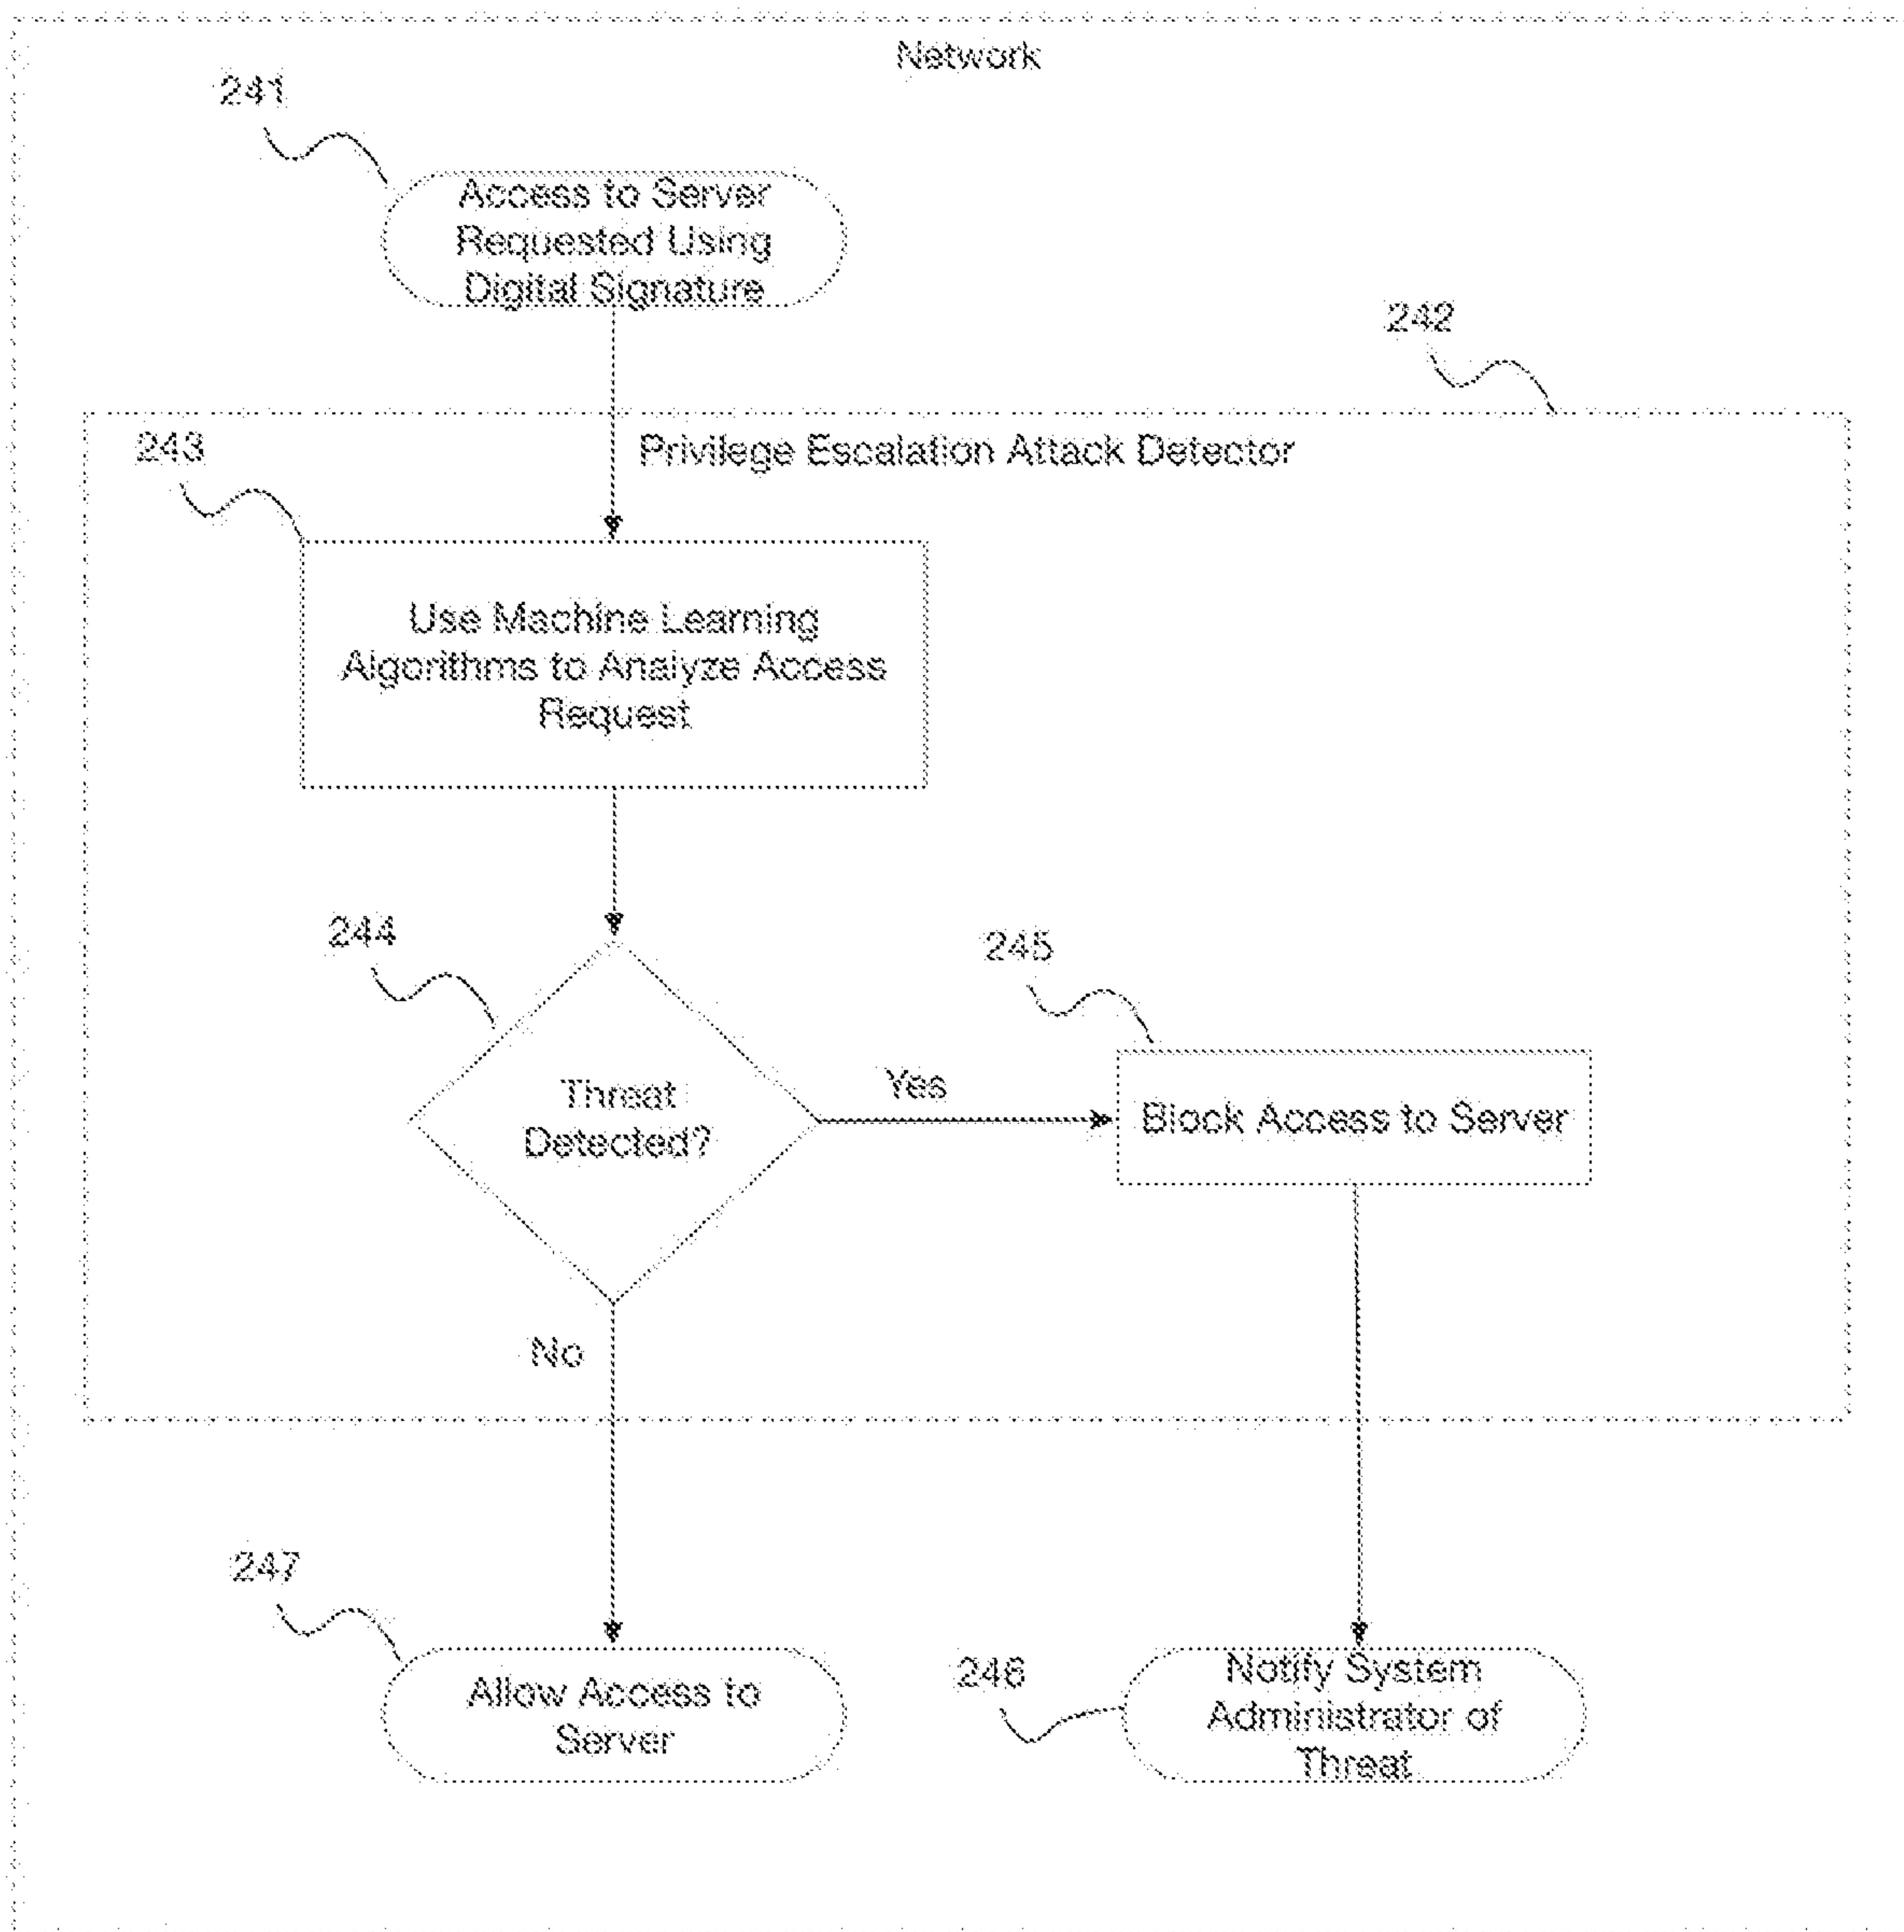 Network
241
Access to Server
Requested Using
Digital Signature
242
243
Privilege Escalation Attack Detector
Use Machine Learning
Algorithms to Analyze Access
Request
244
245
Threat
Detected?
Yes
Block Access to Server
No
247
Allow Access to
Server
246
Notify System
Administrator of
Threat